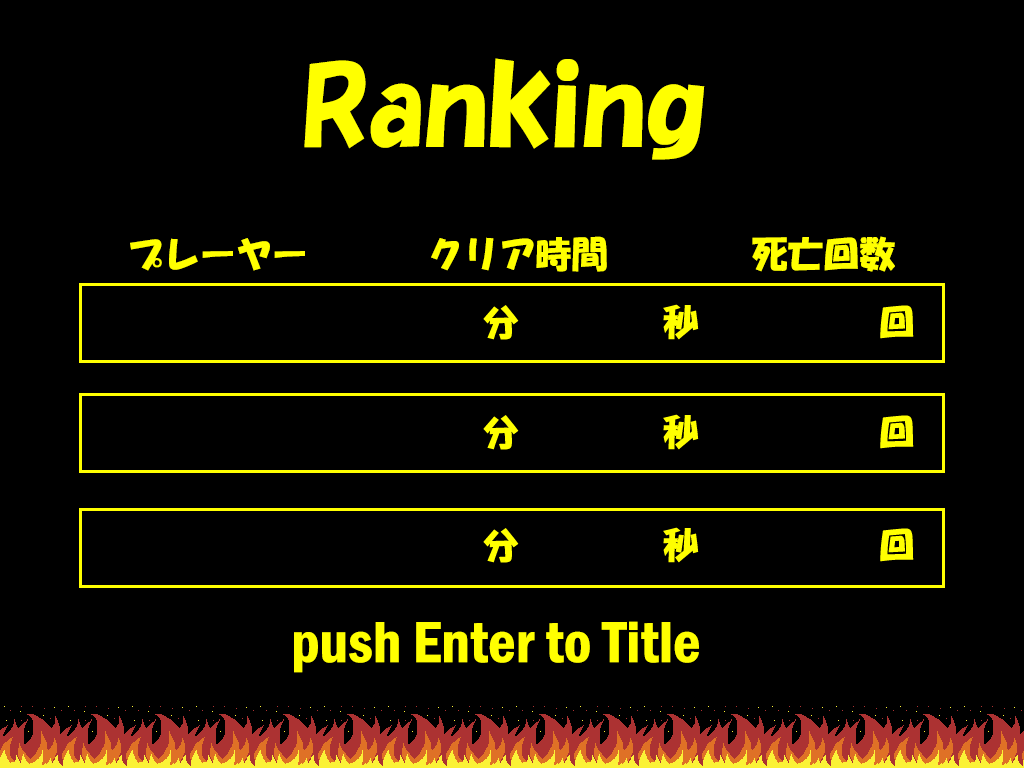 Ranking
プレーヤー クリア時間 死亡回数
分 秒 回
分 秒 回
分 秒 回
push Enter to Title